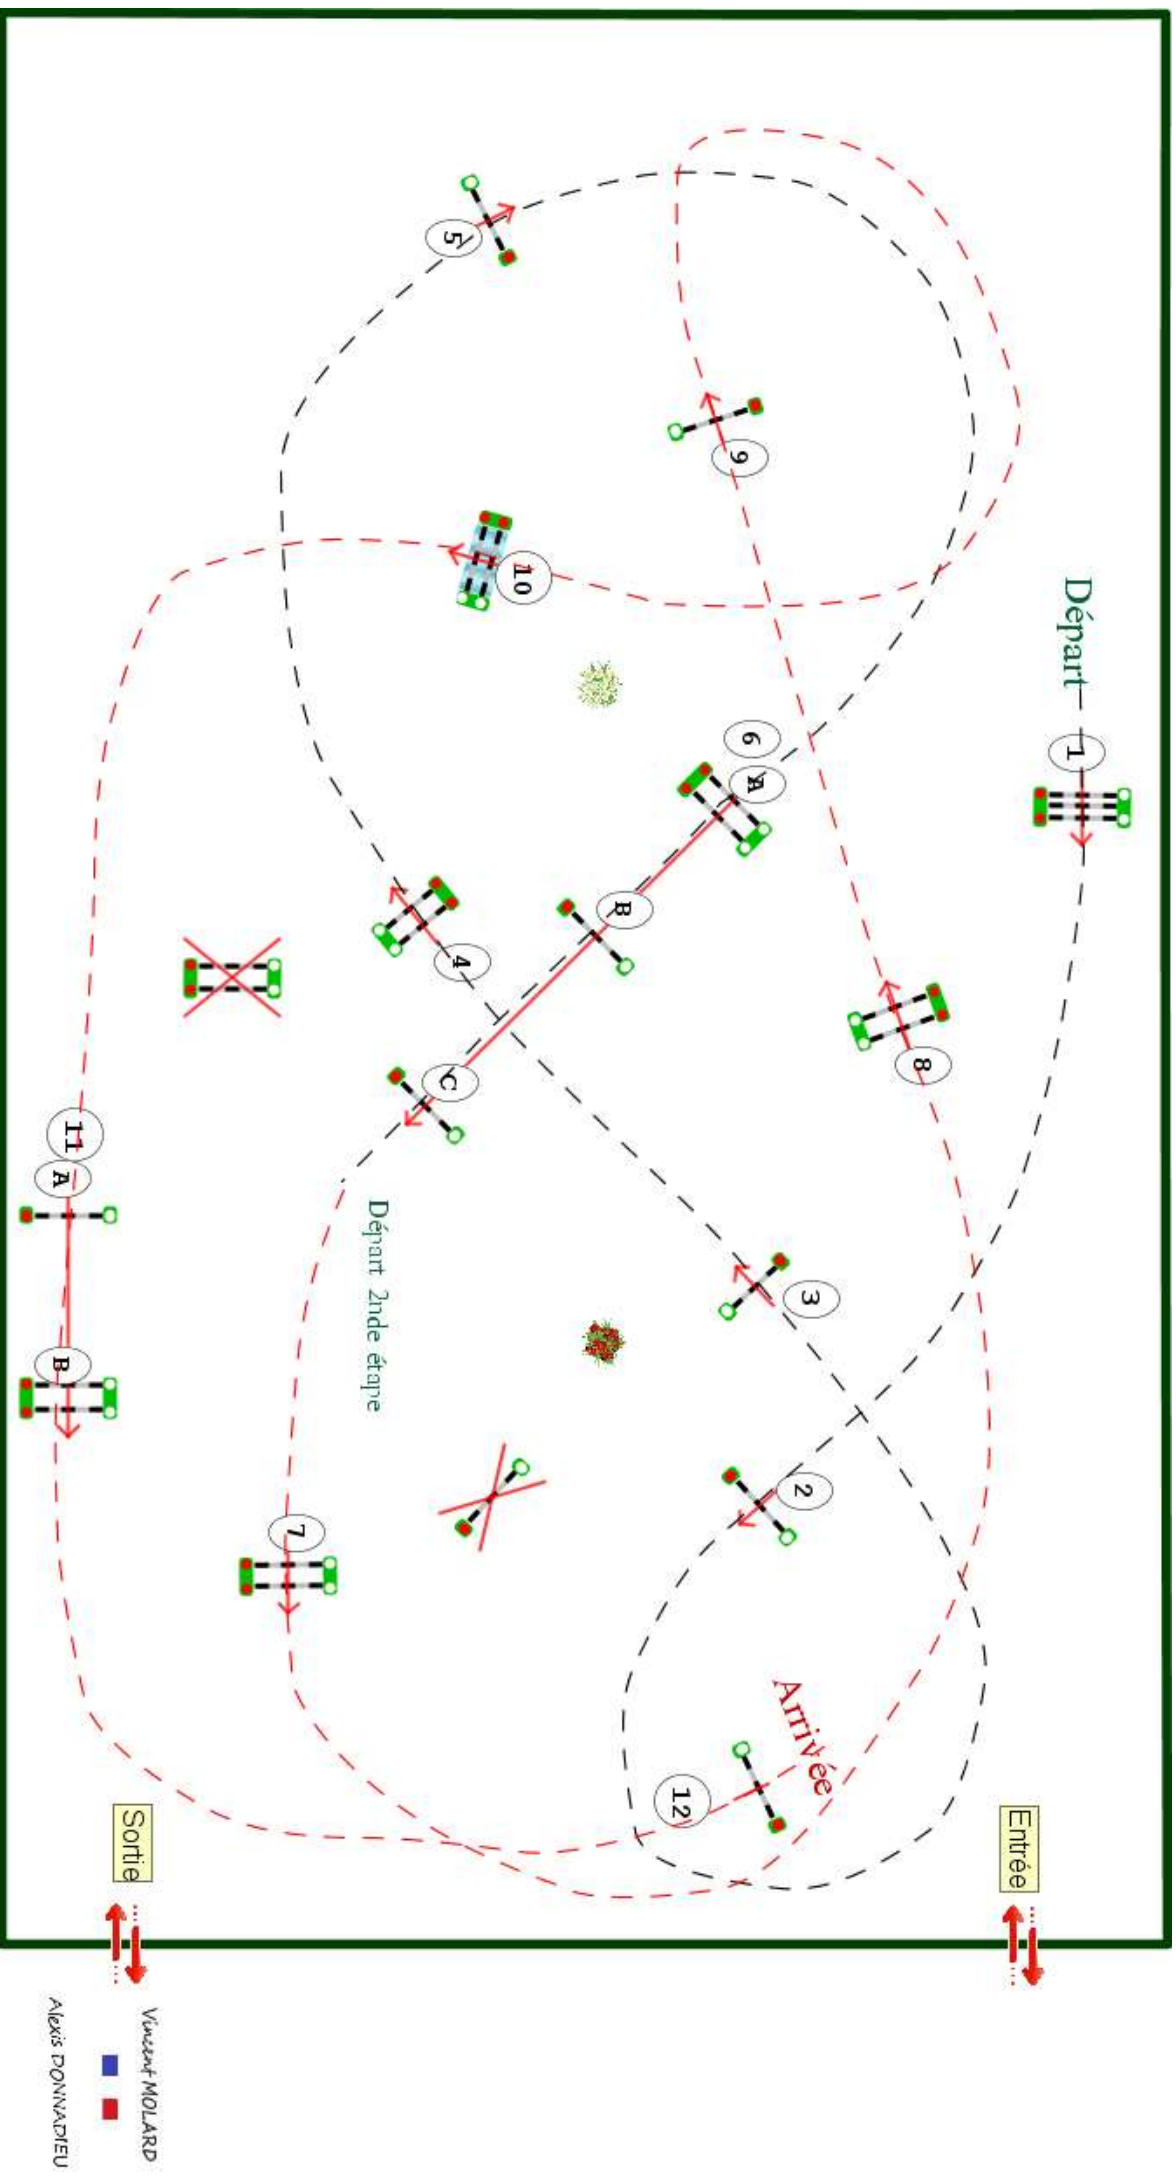 Départ
1
2
3
4
5
6
A
B
C
Départ 2nde étape
7
8
9
10
11
A
B
12
Arrivée
Entrée
Sortie
Vincent MOLARD
Alexis DONNADIEU